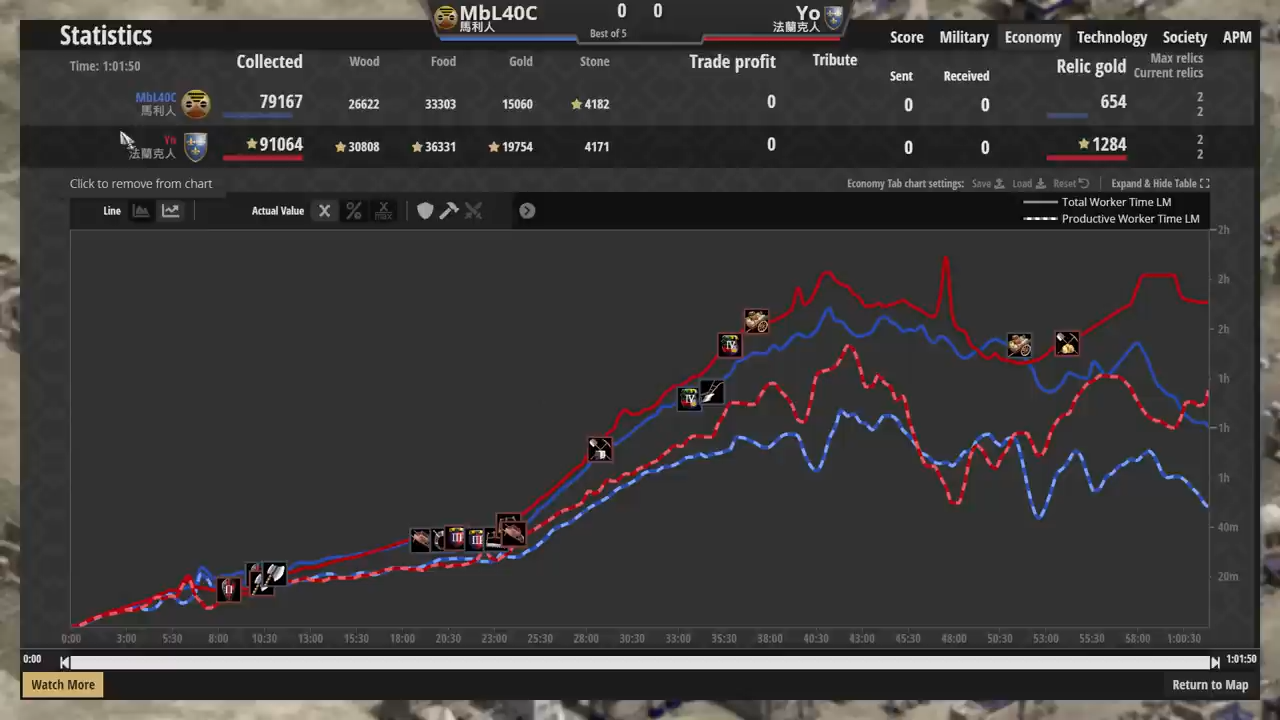 MbL40C 0 0 Yo
馬利人 Best of 5 法蘭克人
Statistics
Score Military Economy Technology Society APM
Time: 1:01:50
Collected Wood Food Gold Stone Trade profit Tribute Sent Received Relic gold Max relics
Current relics
MbL40C
馬利人
79167 26622 33303 15060 4182 0 0 0 654 2
2
Yo
法蘭克人
91064 30808 36331 19754 4171 0 0 0 1284 2
2
Click to remove from chart
Economy Tab chart settings: Save Load Reset Expand & Hide Table
Line Actual Value X % X
max
Total Worker Time LM
Productive Worker Time LM
2h
2h
2h
1h
1h
1h
40m
20m
II III III IV IV
0:00 3:00 5:30 8:00 10:30 13:00 15:30 18:00 20:30 23:00 25:30 28:00 30:30 33:00 35:30 38:00 40:30 43:00 45:30 48:00 50:30 53:00 55:30 58:00 1:00:30
0:00 1:01:50
Watch More Return to Map